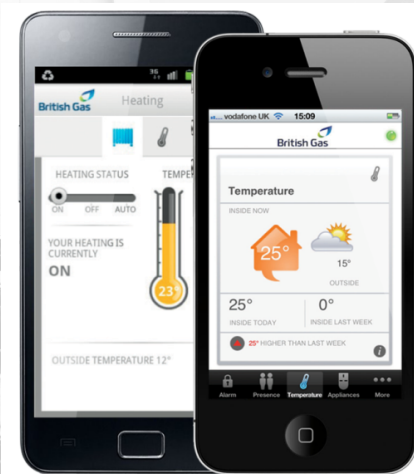 British Gas
Heating
HEATING STATUS
TEMPE
ON OFF AUTO
YOUR HEATING IS
CURRENTLY
ON
23°
OUTSIDE TEMPERATURE 12°
vodafone UK 15:09
British Gas
Temperature
INSIDE NOW
25°
15°
OUTSIDE
25° 0°
INSIDE TODAY INSIDE LAST WEEK
25° HIGHER THAN LAST WEEK
Alarm Presence Temperature Appliances More